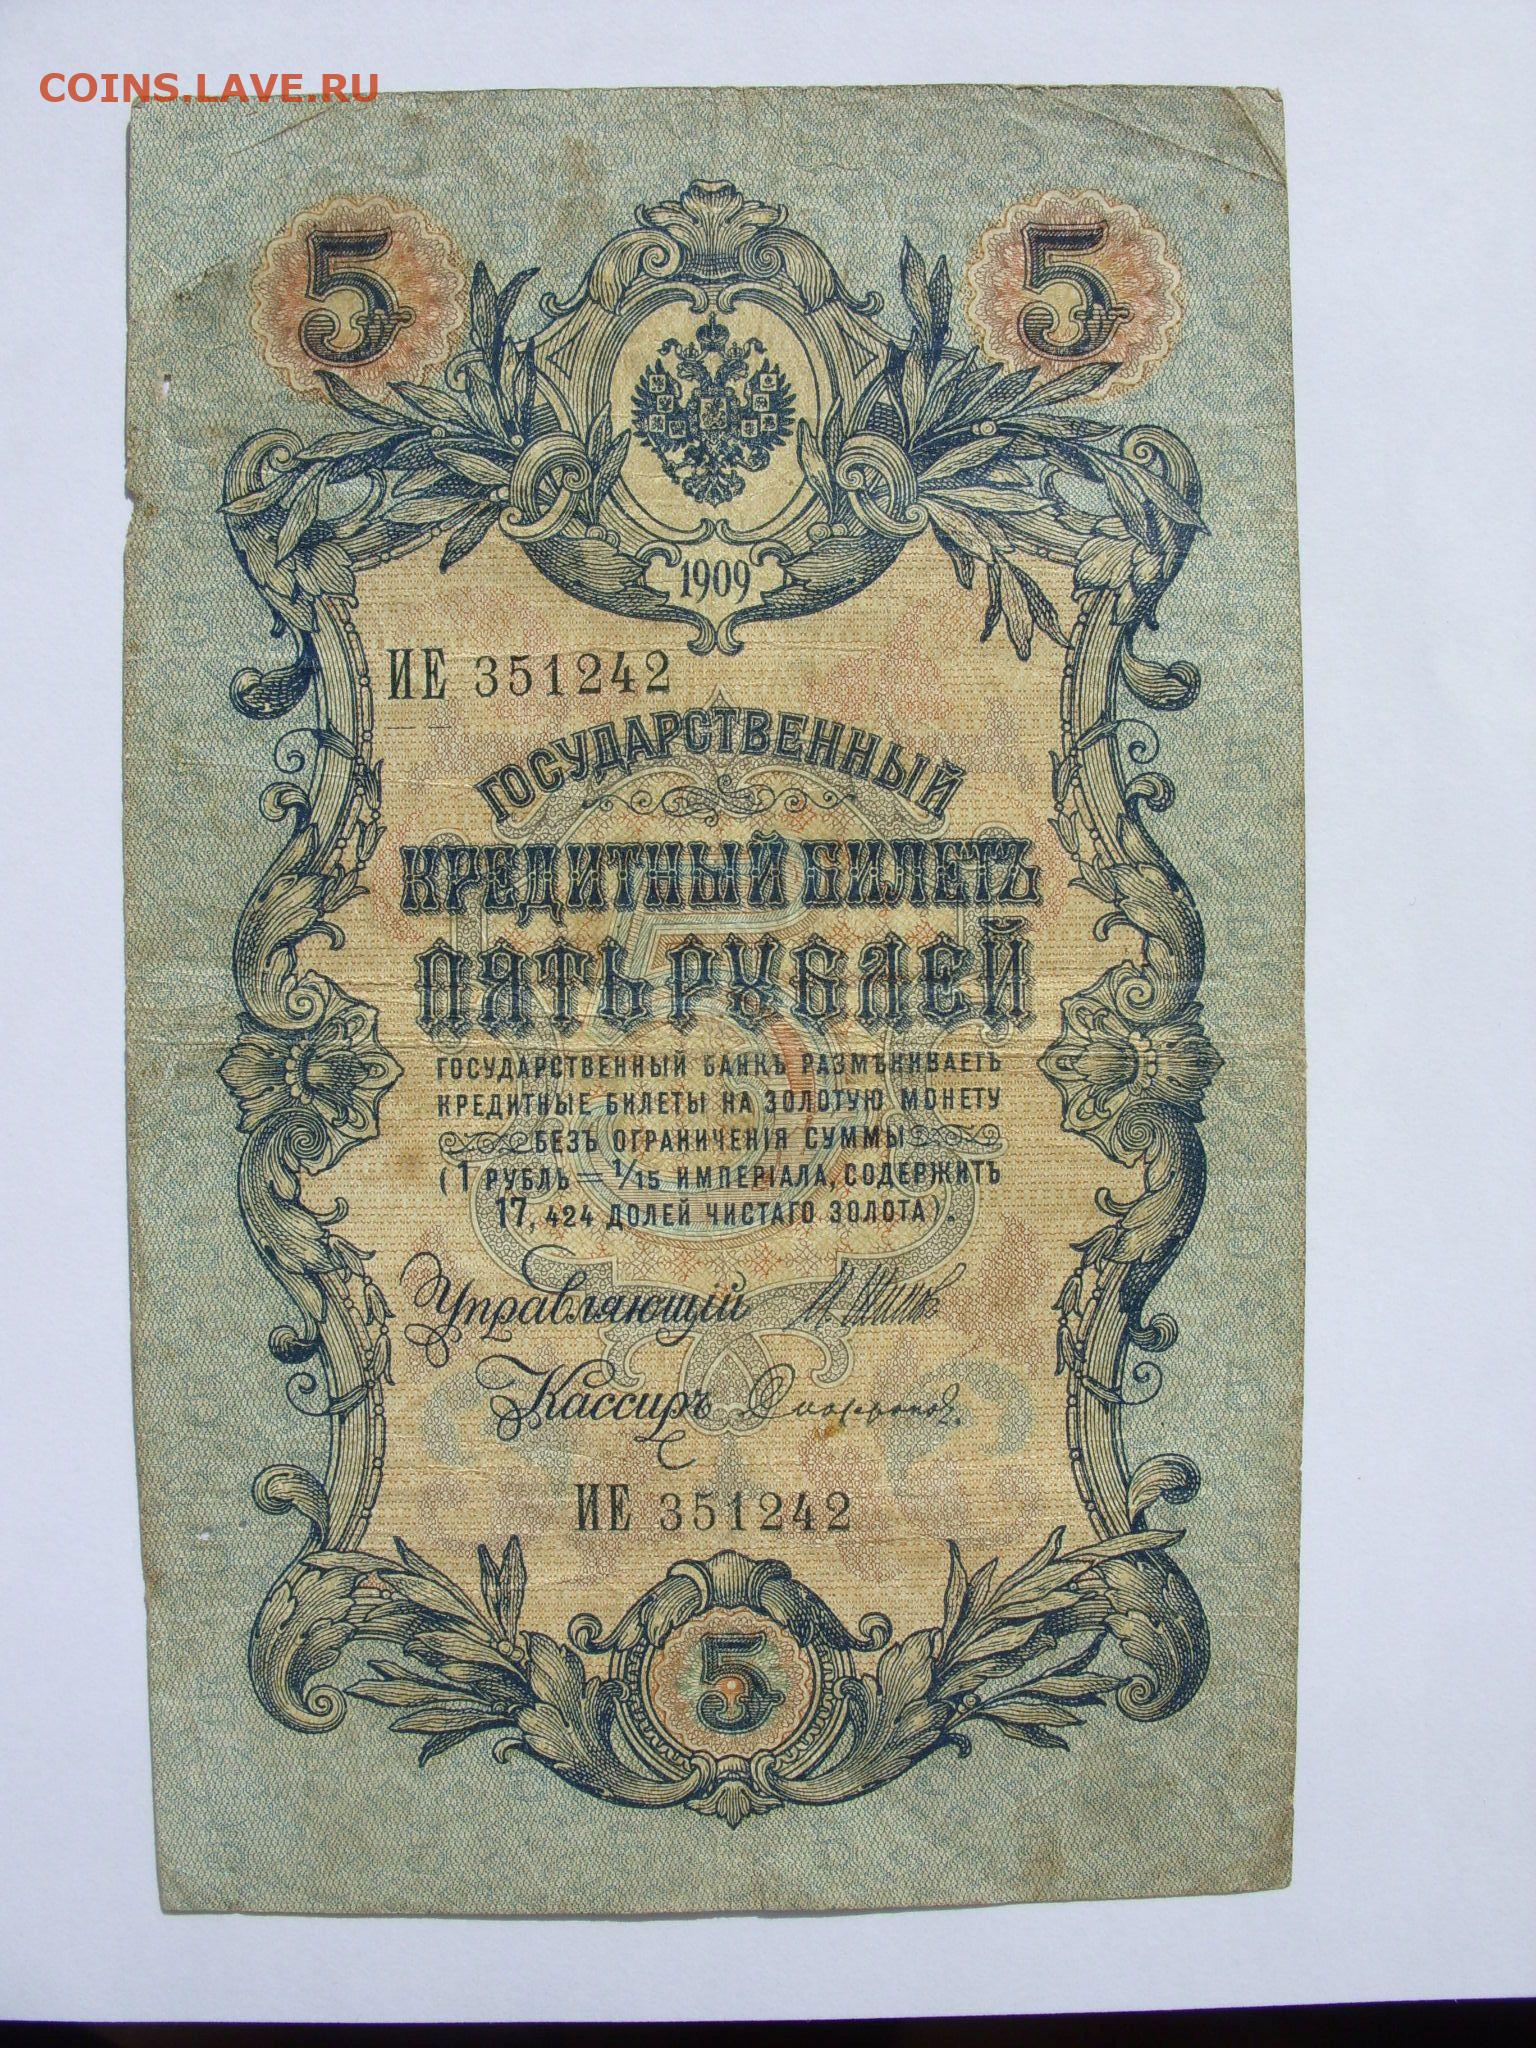 COINS.LAVE.RU
5 5
1909
ИЕ 351242
ГОСУДАРСТВЕННЫЙ
КРЕДИТНЫЙ БИЛЕТЪ
ПЯТЬ РУБЛЕЙ
ГОСУДАРСТВЕННЫЙ БАНКЪ РАЗМѢНИВАЕТЪ
КРЕДИТНЫЕ БИЛЕТЫ НА ЗОЛОТУЮ МОНЕТУ
БЕЗЪ ОГРАНИЧЕНІЯ СУММЫ
(1 РУБЛЬ = 1/15 ИМПЕРІАЛА, СОДЕРЖИТЪ
17,424 ДОЛЕЙ ЧИСТАГО ЗОЛОТА).
Управляющій
Кассиръ
ИЕ 351242
5